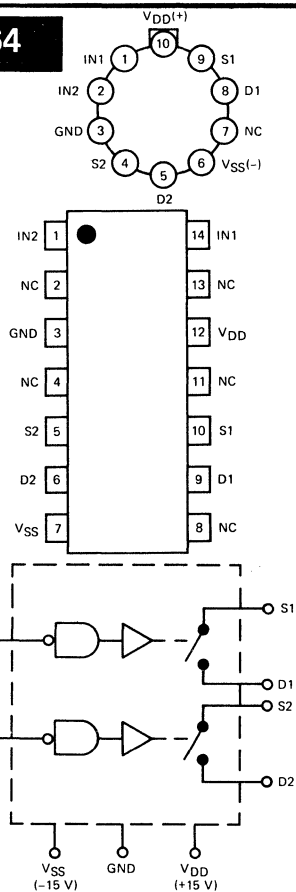 64
VDD(+)
10
IN1 1 9 S1
IN2 2 8 D1
GND 3 7 NC
S2 4 6 VSS(-)
5
D2
IN2 1 14 IN1
NC 2 13 NC
GND 3 12 VDD
NC 4 11 NC
S2 5 10 S1
D2 6 9 D1
VSS 7 8 NC
S1
D1
S2
D2
VSS GND VDD
(-15 V) (+15 V)